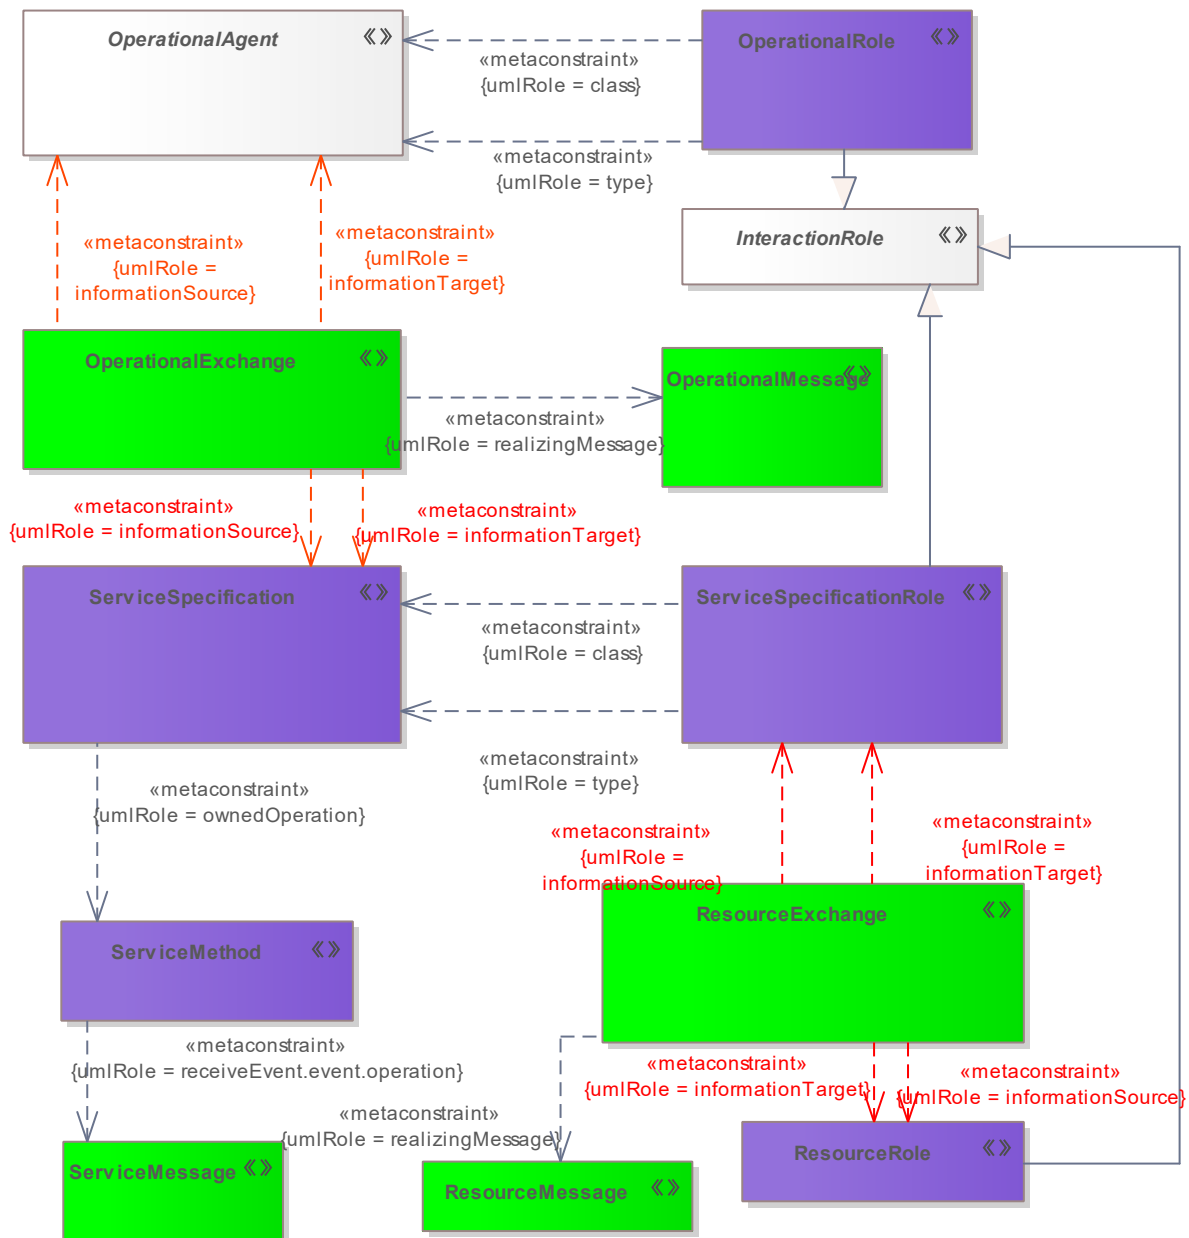 OperationalAgent
«»
OperationalRole
«»
«metaconstraint»
{umlRole = class}
«metaconstraint»
{umlRole = type}
InteractionRole
«»
«metaconstraint»
{umlRole =
informationSource}
«metaconstraint»
{umlRole =
informationTarget}
OperationalExchange
«»
OperationalMessage
«»
«metaconstraint»
{umlRole = realizingMessage}
«metaconstraint»
{umlRole = informationSource}
«metaconstraint»
{umlRole = informationTarget}
ServiceSpecification
«»
ServiceSpecificationRole
«»
«metaconstraint»
{umlRole = class}
«metaconstraint»
{umlRole = type}
«metaconstraint»
{umlRole = ownedOperation}
«metaconstraint»
{umlRole =
informationSource}
«metaconstraint»
{umlRole =
informationTarget}
ResourceExchange
«»
ServiceMethod
«»
«metaconstraint»
{umlRole = receiveEvent.event.operation}
«metaconstraint»
{umlRole = informationTarget}
«metaconstraint»
{umlRole = informationSource}
«metaconstraint»
{umlRole = realizingMessage}
ServiceMessage
«»
ResourceMessage
«»
ResourceRole
«»